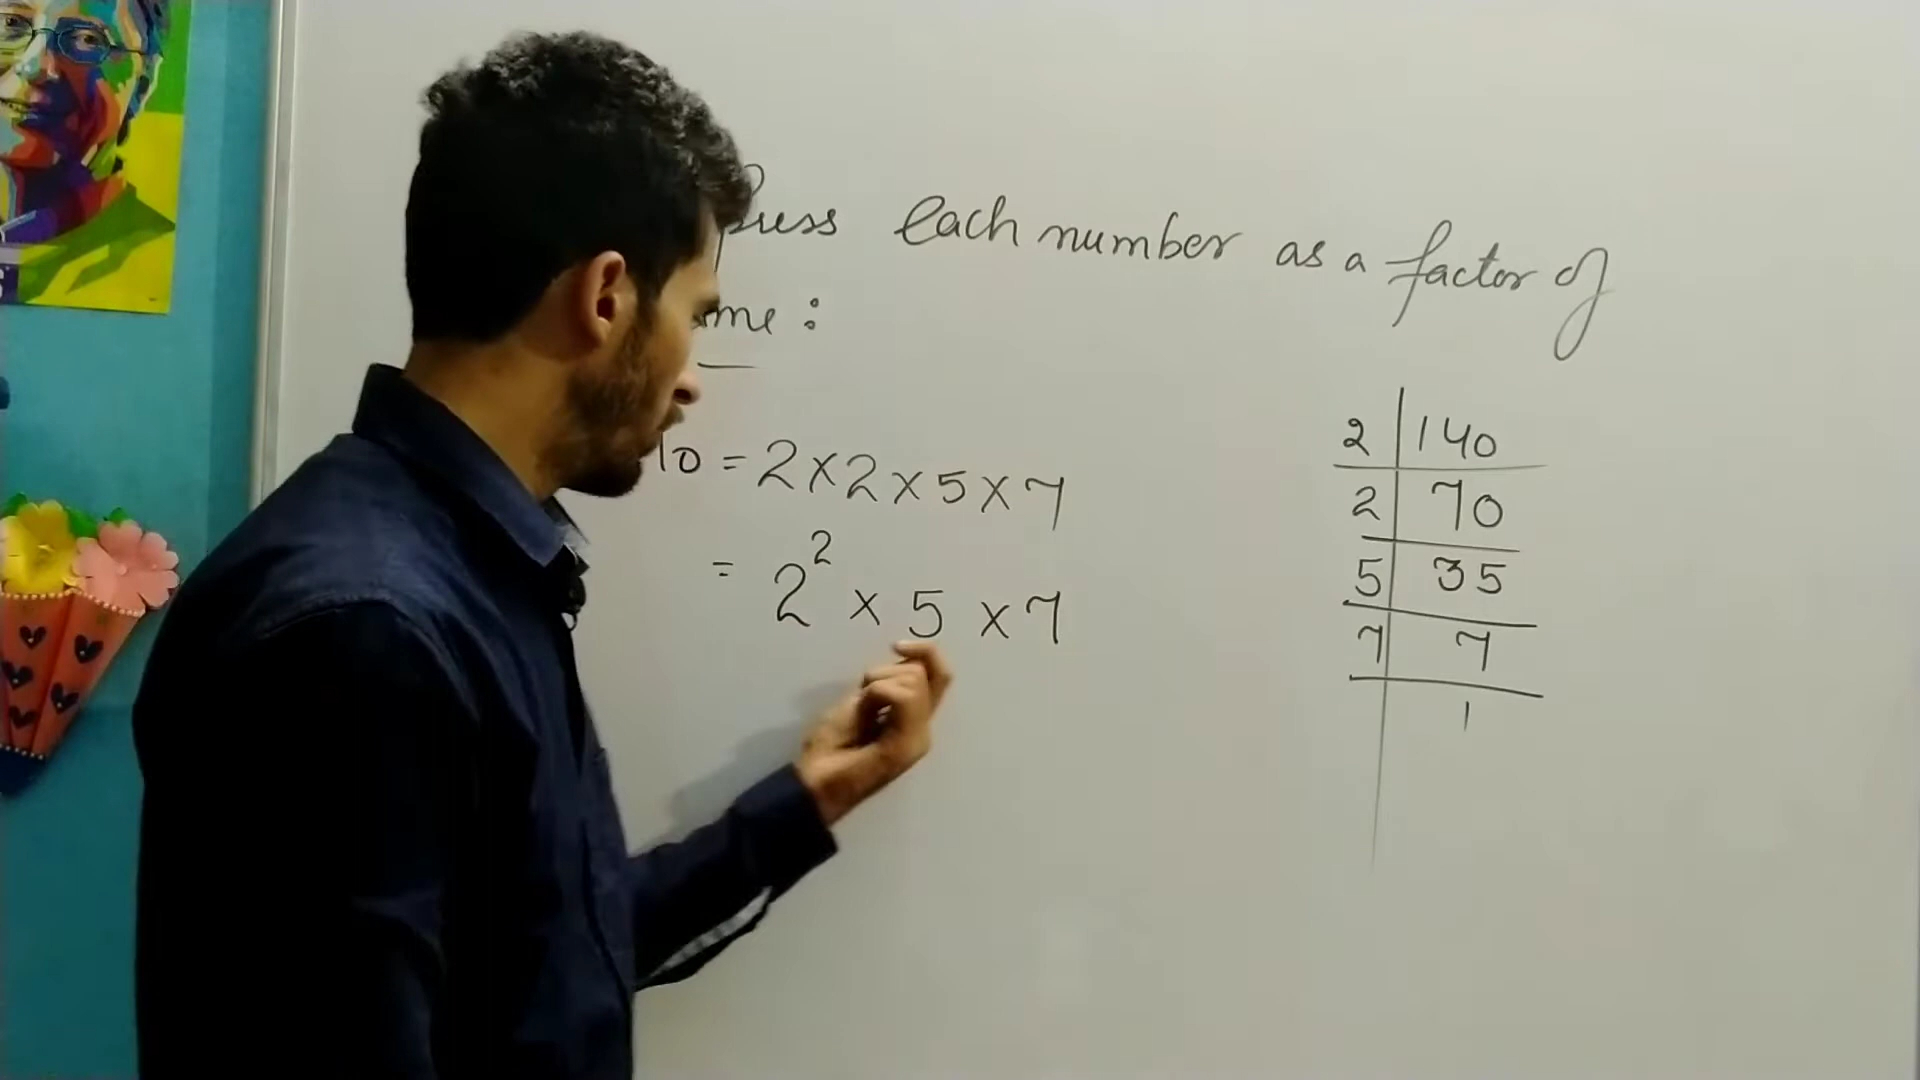 press each number as a factor of
me :
10 = 2 × 2 × 5 × 7
= 2² × 5 × 7
2 | 140
2 | 70
5 | 35
7 | 7
1